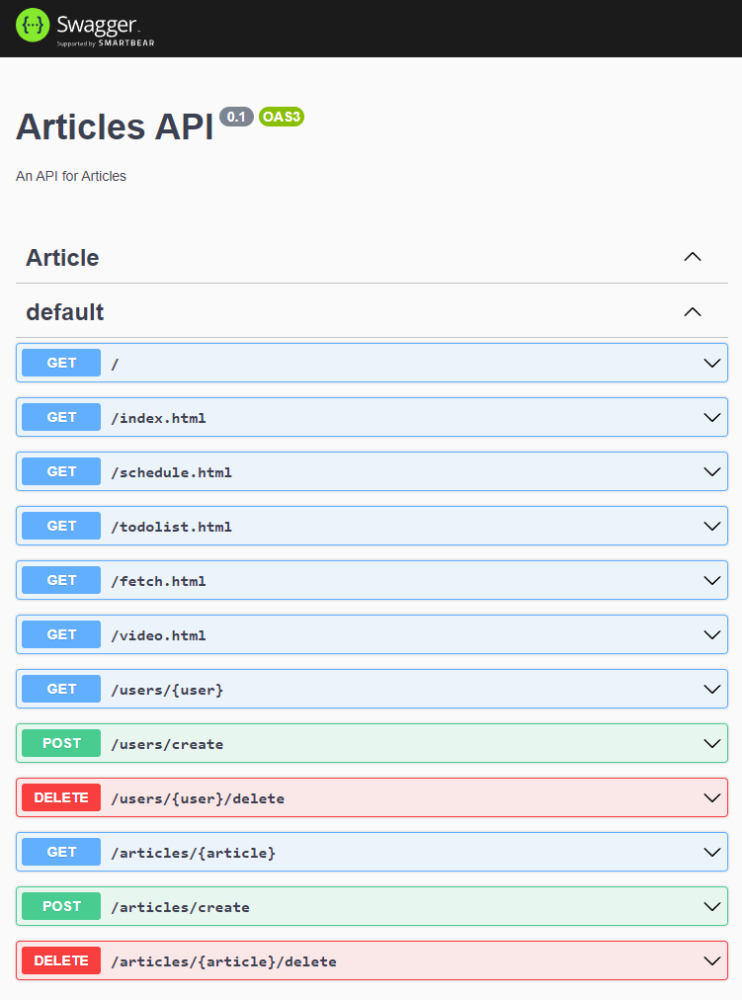 Swagger
Supported by SMARTBEAR
Articles API 0.1 OAS3
An API for Articles
Article
default
GET /
GET /index.html
GET /schedule.html
GET /todolist.html
GET /fetch.html
GET /video.html
GET /users/{user}
POST /users/create
DELETE /users/{user}/delete
GET /articles/{article}
POST /articles/create
DELETE /articles/{article}/delete